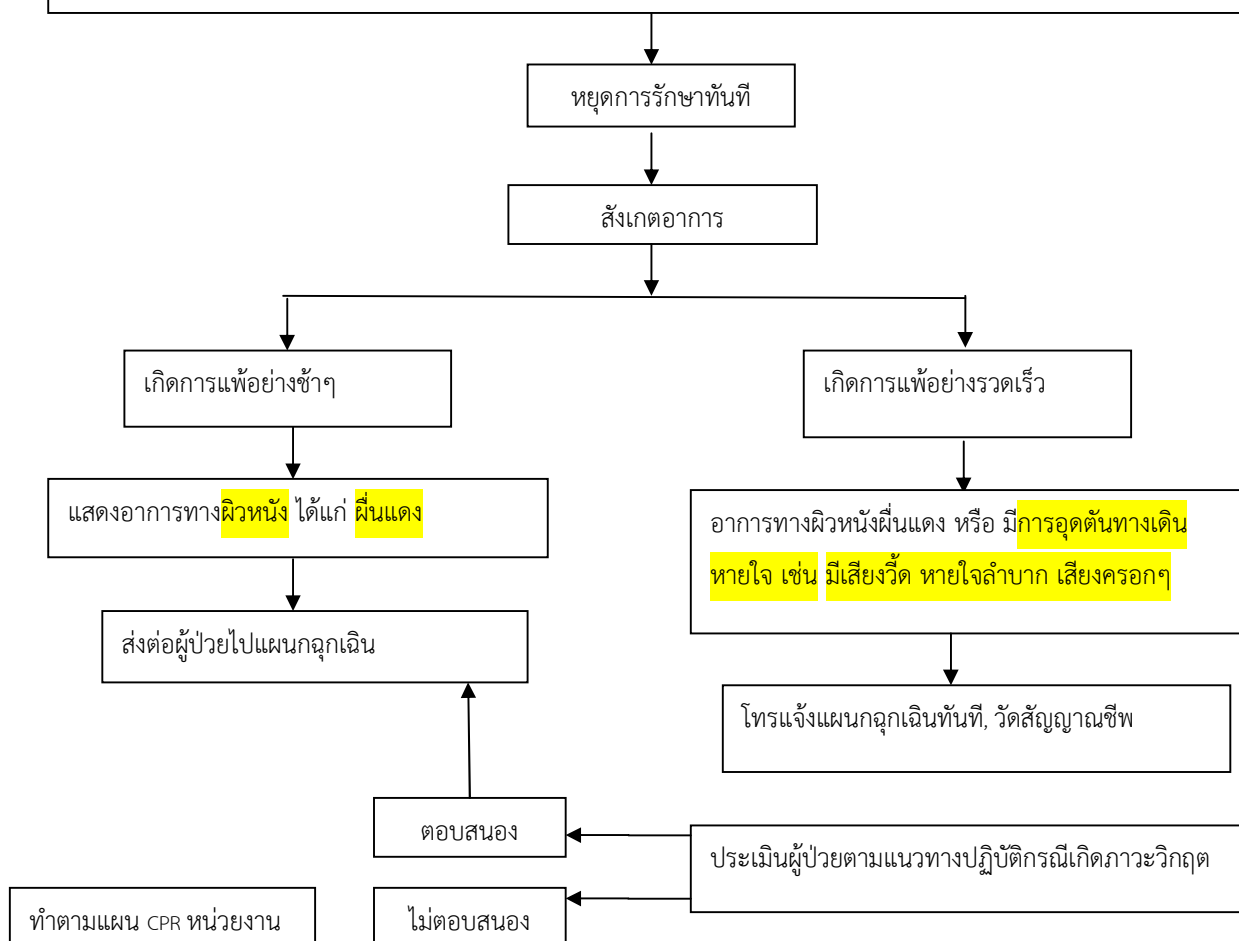 หยุดการรักษาทันที
สังเกตอาการ
เกิดการแพ้อย่างช้าๆ
เกิดการแพ้อย่างรวดเร็ว
แสดงอาการทางผิวหนัง ได้แก่ ผื่นแดง
อาการทางผิวหนังผื่นแดง หรือ มีการอุดตันทางเดิน
หายใจ เช่น มีเสียงวี้ด หายใจลำบาก เสียงครอกๆ
ส่งต่อผู้ป่วยไปแผนกฉุกเฉิน
โทรแจ้งแผนกฉุกเฉินทันที, วัดสัญญาณชีพ
ตอบสนอง
ประเมินผู้ป่วยตามแนวทางปฏิบัติกรณีเกิดภาวะวิกฤต
ทำตามแผน CPR หน่วยงาน
ไม่ตอบสนอง